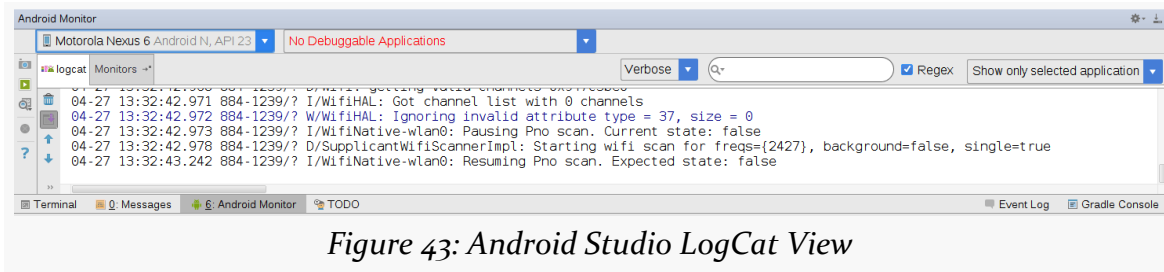 Android Monitor
Motorola Nexus 6 Android N, API 23 No Debuggable Applications
logcat Monitors Verbose Regex Show only selected application
04-27 13:32:42.971 884-1239/? I/WifiHAL: Got channel list with 0 channels
04-27 13:32:42.972 884-1239/? W/WifiHAL: Ignoring invalid attribute type = 37, size = 0
04-27 13:32:42.973 884-1239/? I/WifiNative-wlan0: Pausing Pno scan. Current state: false
04-27 13:32:42.978 884-1239/? D/SupplicantWifiScannerImpl: Starting wifi scan for freqs={2427}, background=false, single=true
04-27 13:32:43.242 884-1239/? I/WifiNative-wlan0: Resuming Pno scan. Expected state: false
Terminal 0: Messages 6: Android Monitor TODO Event Log Gradle Console
Figure 43: Android Studio LogCat View